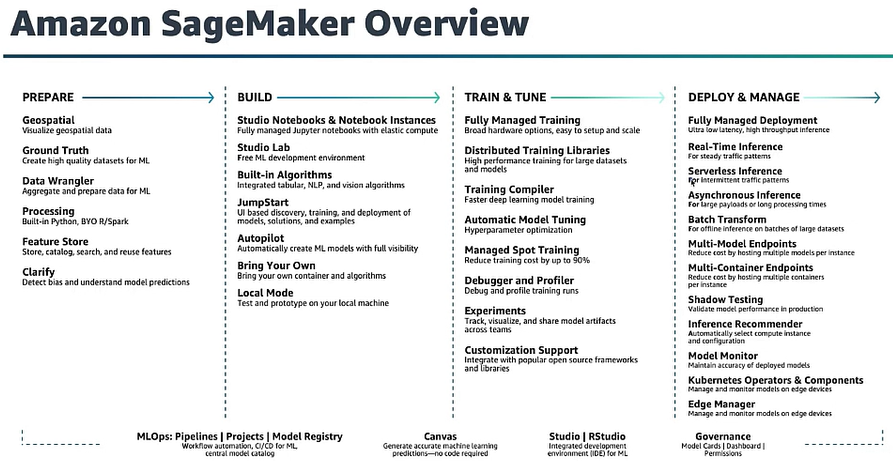 Amazon SageMaker Overview
PREPARE
Geospatial
Visualize geospatial data
Ground Truth
Create high quality datasets for ML
Data Wrangler
Aggregate and prepare data for ML
Processing
Built-in Python, BYO R/Spark
Feature Store
Store, catalog, search, and reuse features
Clarify
Detect bias and understand model predictions
BUILD
Studio Notebooks & Notebook Instances
Fully managed Jupyter notebooks with elastic compute
Studio Lab
Free ML development environment
Built-in Algorithms
Integrated tabular, NLP, and vision algorithms
JumpStart
UI based discovery, training, and deployment of
models, solutions, and examples
Autopilot
Automatically create ML models with full visibility
Bring Your Own
Bring your own container and algorithms
Local Mode
Test and prototype on your local machine
TRAIN & TUNE
Fully Managed Training
Broad hardware options, easy to setup and scale
Distributed Training Libraries
High performance training for large datasets
and models
Training Compiler
Faster deep learning model training
Automatic Model Tuning
Hyperparameter optimization
Managed Spot Training
Reduce training cost by up to 90%
Debugger and Profiler
Debug and profile training runs
Experiments
Track, visualize, and share model artifacts
across teams
Customization Support
Integrate with popular open source frameworks
and libraries
DEPLOY & MANAGE
Fully Managed Deployment
Ultra low latency, high throughput inference
Real-Time Inference
For steady traffic patterns
Serverless Inference
For intermittent traffic patterns
Asynchronous Inference
For large payloads or long processing times
Batch Transform
For offline inference on batches of large datasets
Multi-Model Endpoints
Reduce cost by hosting multiple models per instance
Multi-Container Endpoints
Reduce cost by hosting multiple containers
per instance
Shadow Testing
Validate model performance in production
Inference Recommender
Automatically select compute instance
and configuration
Model Monitor
Maintain accuracy of deployed models
Kubernetes Operators & Components
Manage and monitor models on edge devices
Edge Manager
Manage and monitor models on edge devices
MLOps: Pipelines | Projects | Model Registry
Workflow automation, CI/CD for ML,
central model catalog
Canvas
Generate accurate machine learning
predictions—no code required
Studio | RStudio
Integrated development
environment (IDE) for ML
Governance
Model Cards | Dashboard |
Permissions